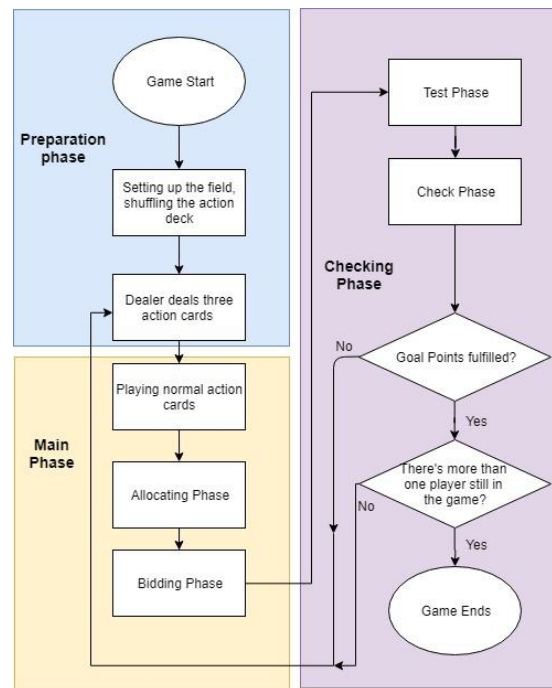 Game Start
Preparation
phase
Setting up the field,
shuffling the action
deck
Dealer deals three
action cards
Playing normal action
cards
Main
Phase
Allocating Phase
Bidding Phase
Test Phase
Check Phase
Checking
Phase
Goal Points fulfilled?
No
Yes
There's more than
one player still in
the game?
No
Yes
Game Ends